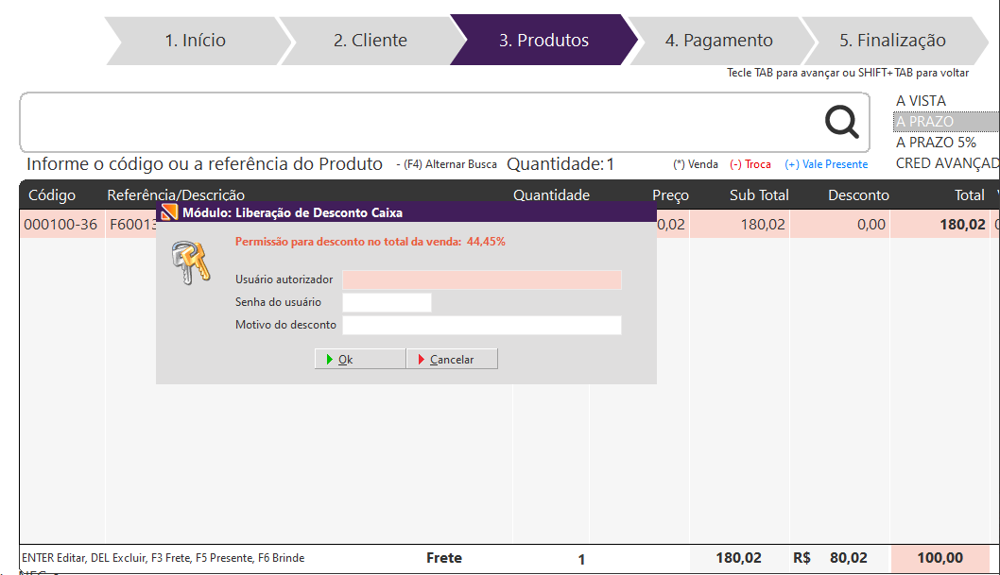 1. Início 2. Cliente 3. Produtos 4. Pagamento 5. Finalização
Tecle TAB para avançar ou SHIFT+TAB para voltar
A VISTA
A PRAZO
A PRAZO 5%
CRED AVANÇAD
Informe o código ou a referência do Produto - (F4) Alternar Busca Quantidade:1 (*) Venda (-) Troca (+) Vale Presente
Código Referência/Descrição Quantidade Preço Sub Total Desconto Total
000100-36 F60013 0,02 180,02 0,00 180,02
Módulo: Liberação de Desconto Caixa
Permissão para desconto no total da venda: 44,45%
Usuário autorizador
Senha do usuário
Motivo do desconto
Ok Cancelar
ENTER Editar, DEL Excluir, F3 Frete, F5 Presente, F6 Brinde Frete 1 180,02 R$ 80,02 100,00